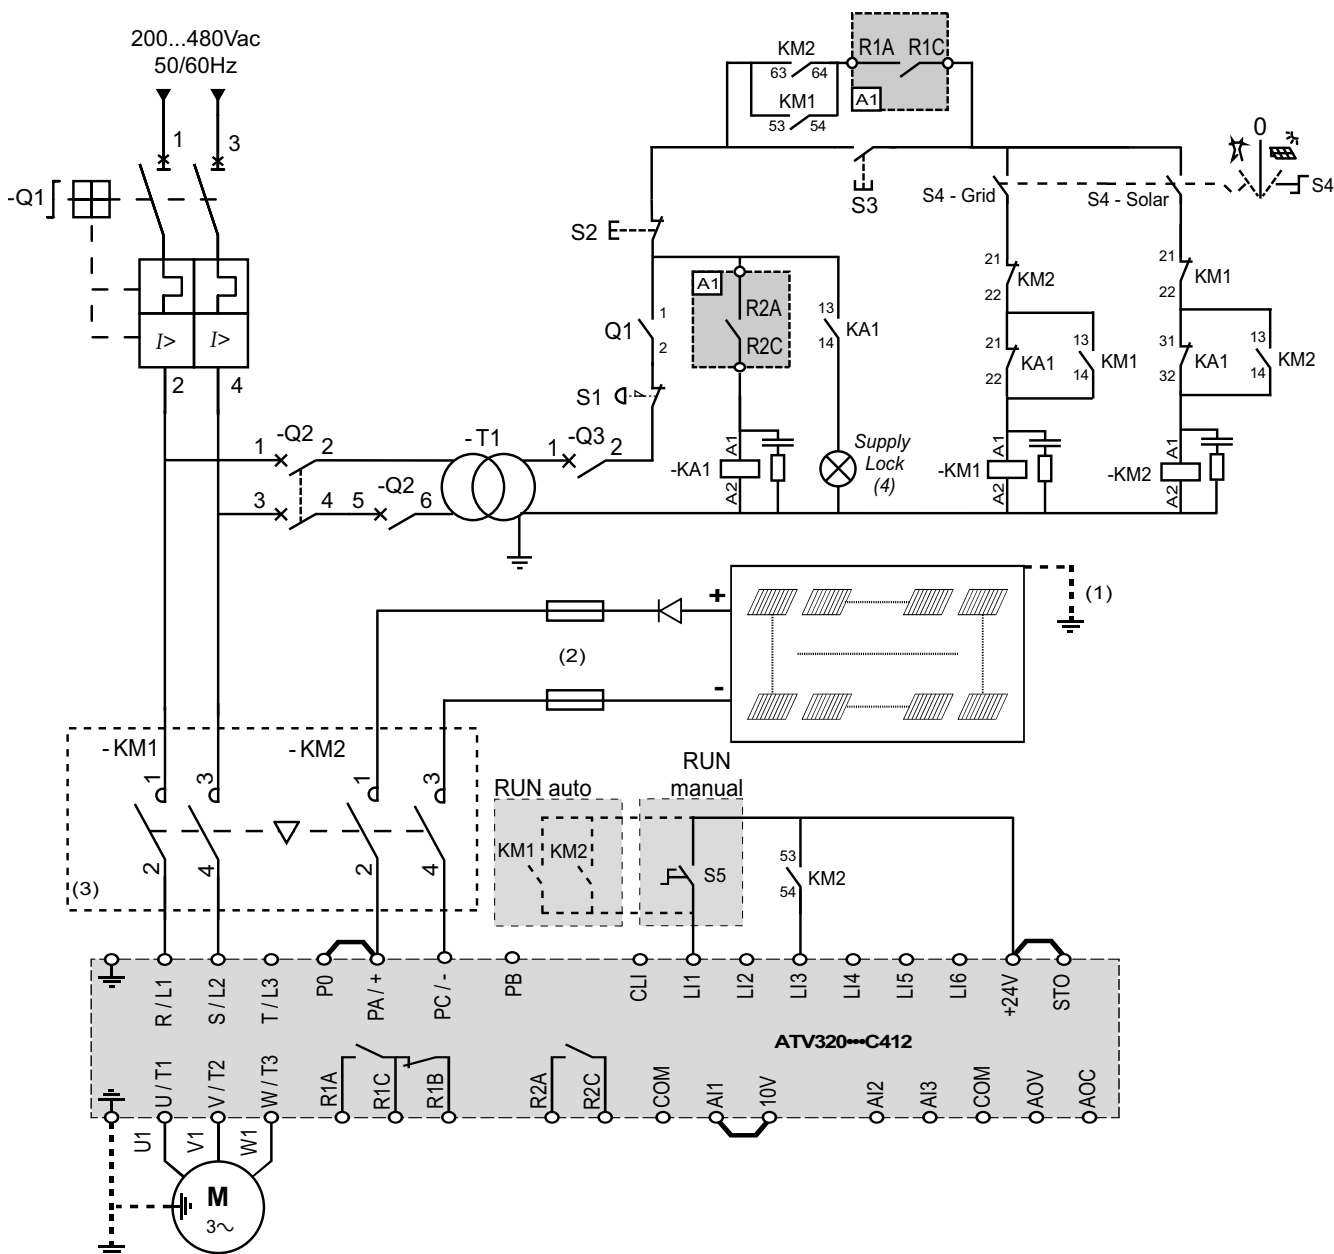 200...480Vac
50/60Hz
1
3
-Q1
I>
I>
2
4
KM2
63
64
R1A
R1C
KM1
53
54
A1
S3
0
S4
S4 - Grid
S4 - Solar
S2
A1
R2A
R2C
Q1
1
2
S1
13
14
KA1
21
22
KM2
21
22
KM1
21
22
KA1
13
14
KM1
31
32
KA1
13
14
KM2
1
-Q2
2
-T1
1
-Q3
2
3
4
5
-Q2
6
-KA1
A1
A2
Supply
Lock
(4)
-KM1
A1
A2
-KM2
A1
A2
+
(1)
(2)
-
-KM1
-KM2
1
3
1
3
2
4
2
4
(3)
RUN auto
KM1
KM2
RUN
manual
S5
53
54
KM2
R / L1
S / L2
T / L3
P0
PA / +
PC / -
PB
CLI
LI1
LI2
LI3
LI4
LI5
LI6
+24V
STO
ATV320•••C412
U / T1
V / T2
W / T3
R1A
R1C
R1B
R2A
R2C
COM
AI1
10V
AI2
AI3
COM
AOV
AOC
U1
V1
W1
M
3~